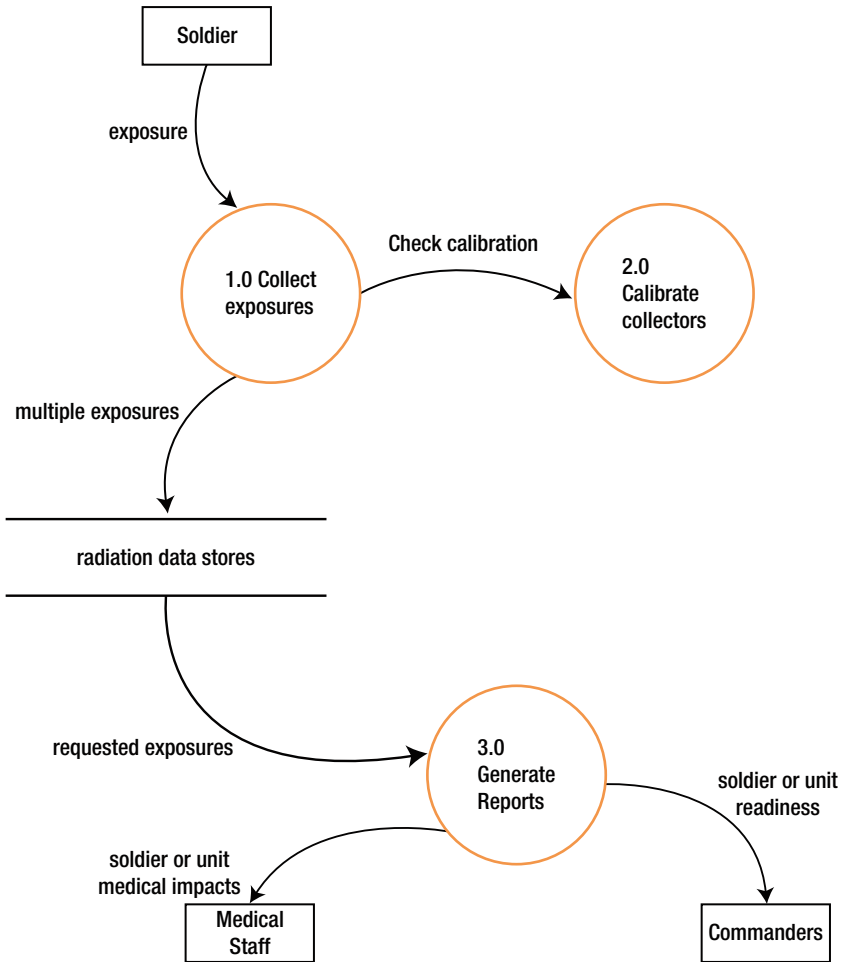 Soldier
exposure
Check calibration
1.0 Collect
exposures
2.0
Calibrate
collectors
multiple exposures
radiation data stores
requested exposures
3.0
Generate
Reports
soldier or unit
readiness
soldier or unit
medical impacts
Medical
Staff
Commanders